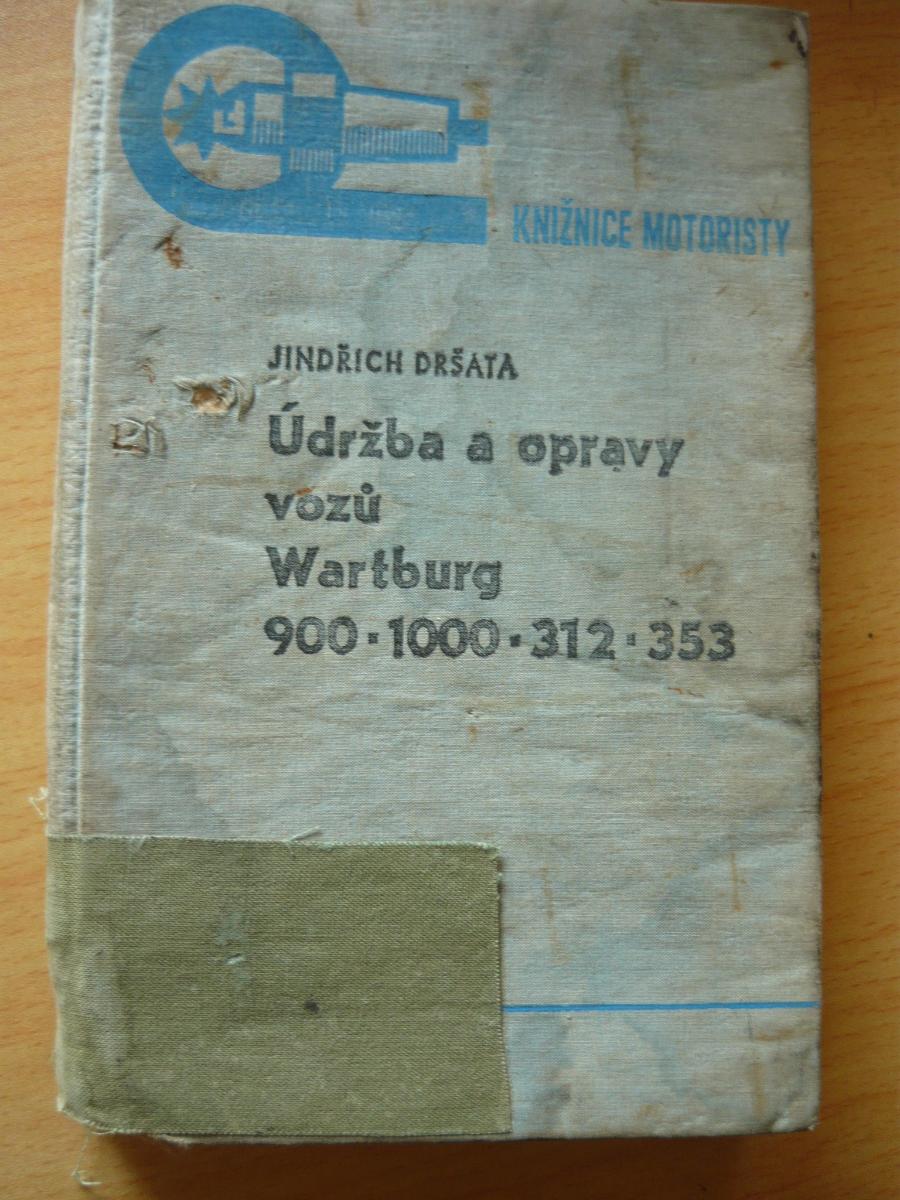 KNIŽNICE MOTORISTY
JINDŘICH DRŠATA
Údržba a opravy
vozů
Wartburg
900·1000·312·353